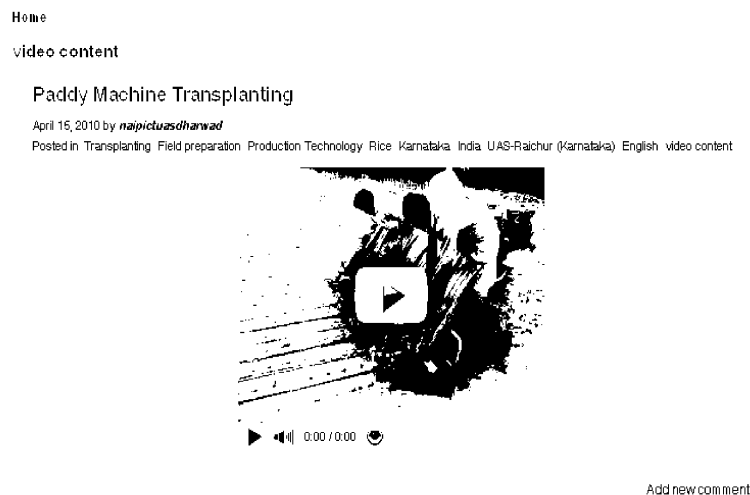 Home
video content
Paddy Machine Transplanting
April 15, 2010 by naipictuasdharwad
Posted in Transplanting Field preparation Production Technology Rice Karnataka India UAS-Raichur (Karnataka) English video content
0:00 / 0:00
Add new comment